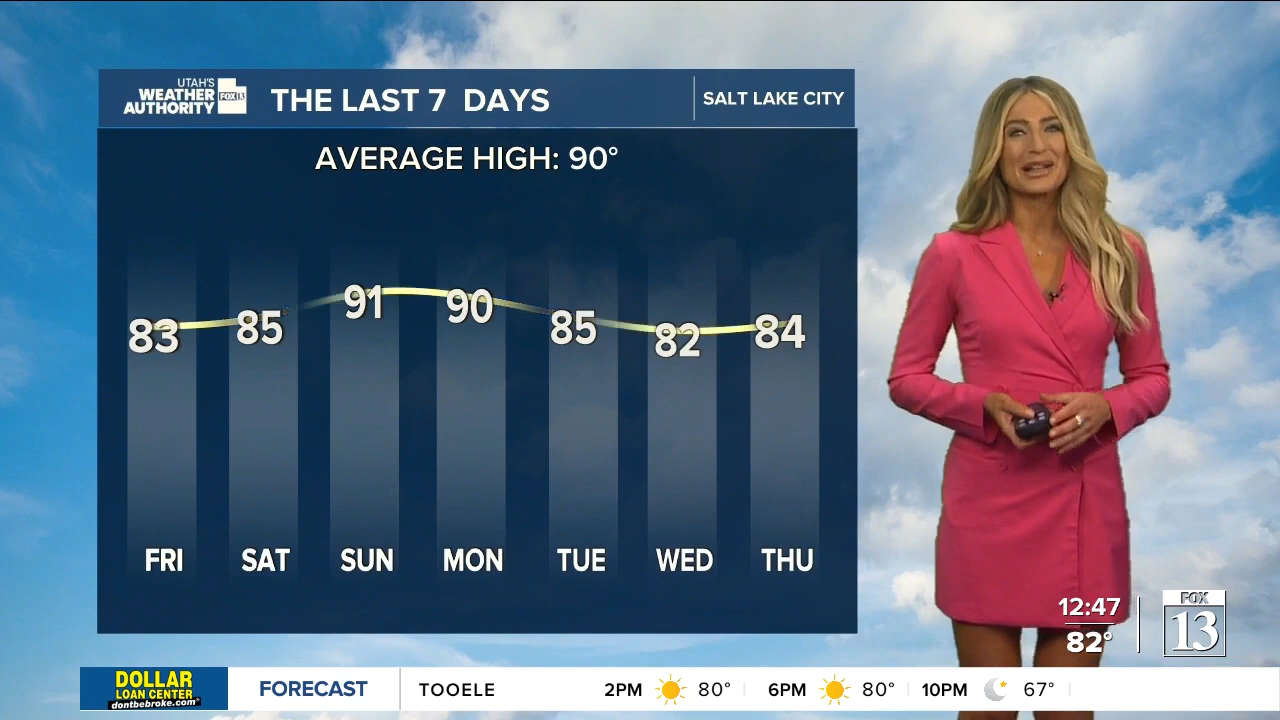 UTAH'S
WEATHER
AUTHORITY
FOX 13
THE LAST 7 DAYS
SALT LAKE CITY
AVERAGE HIGH: 90°
83
85
91
90
85
82
84
FRI
SAT
SUN
MON
TUE
WED
THU
12:47
82°
FOX
13
DOLLAR
LOAN CENTER
dontbebroke.com
FORECAST
TOOELE
2PM
80°
6PM
80°
10PM
67°